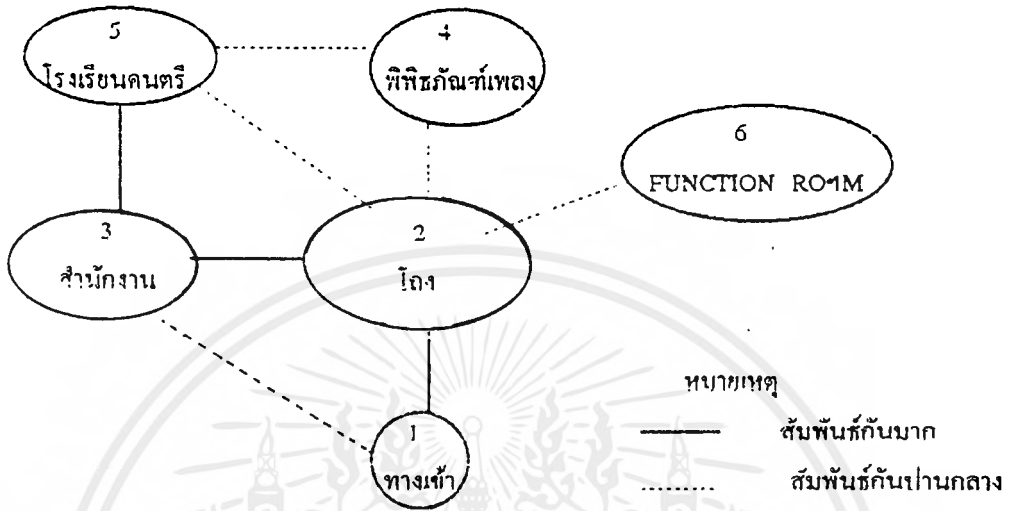 5
โรงเรียนดนตรี
4
พิพิธภัณฑ์เพลง
6
FUNCTION ROOM
3
สำนักงาน
2
โถง
1
ทางเข้า
หมายเหตุ
สัมพันธ์กันมาก
สัมพันธ์กันปานกลาง